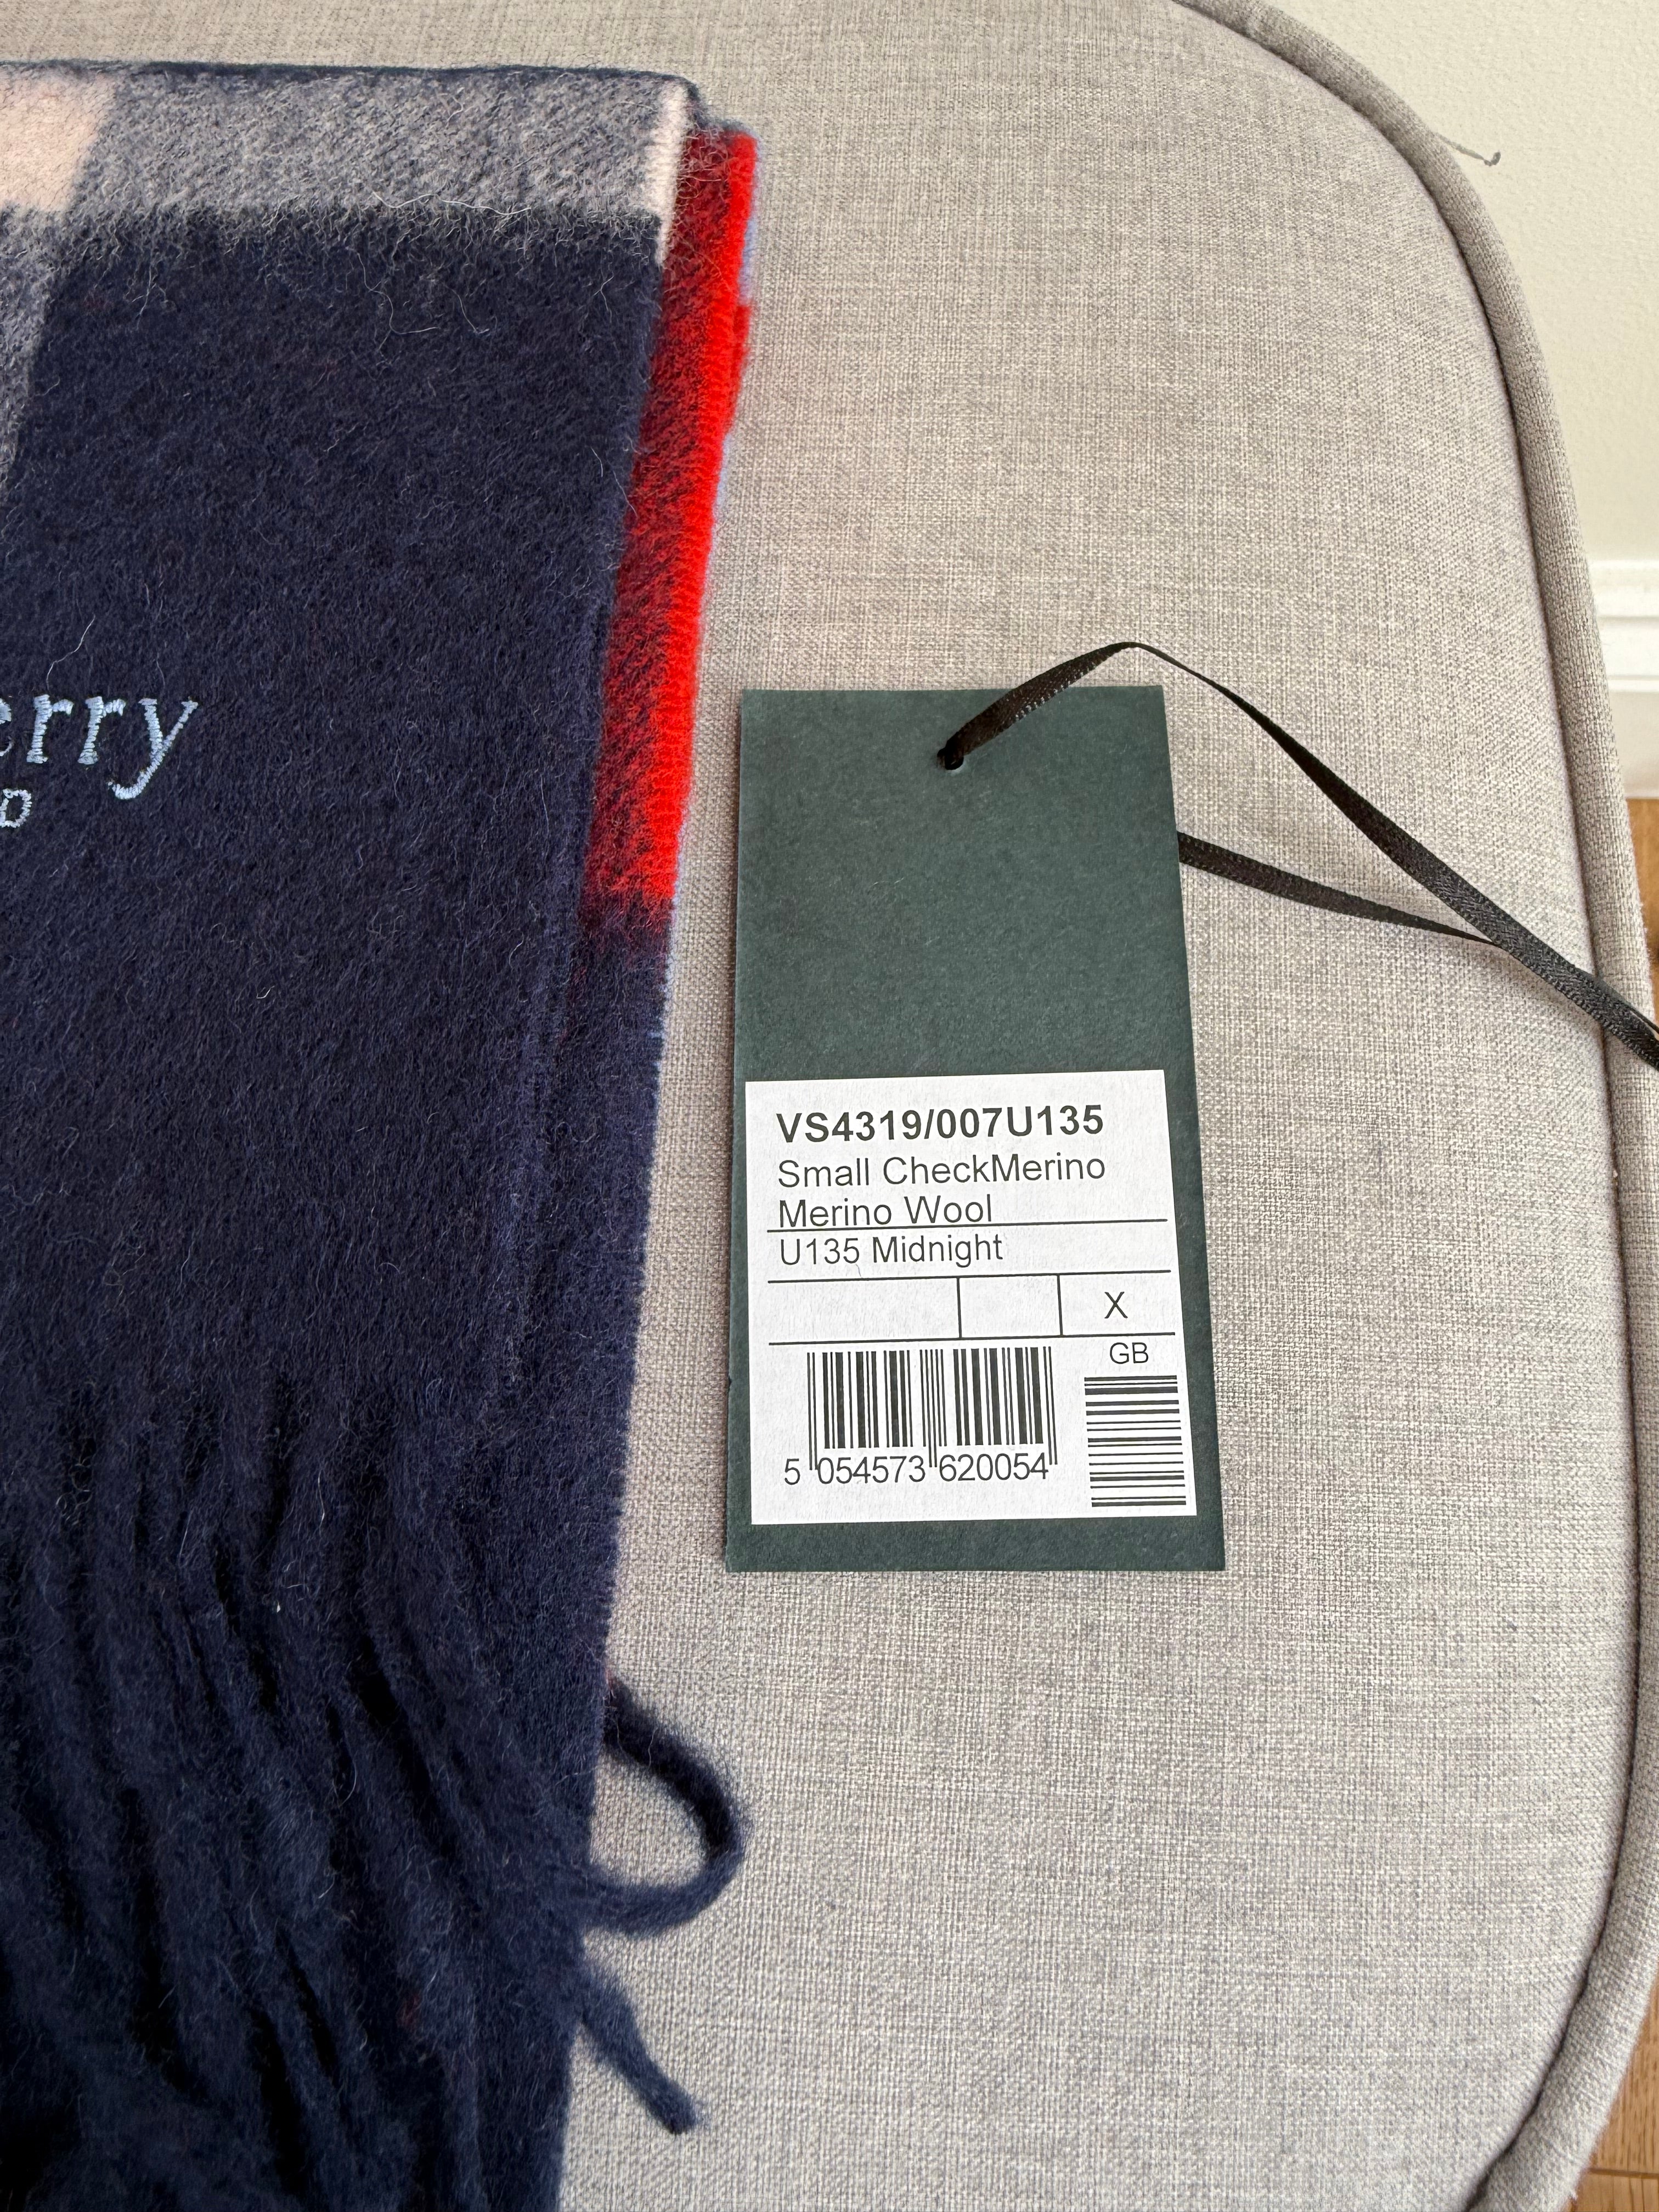 erry
D
VS4319/007U135
Small CheckMerino
Merino Wool
U135 Midnight
X
GB
5 054573 620054